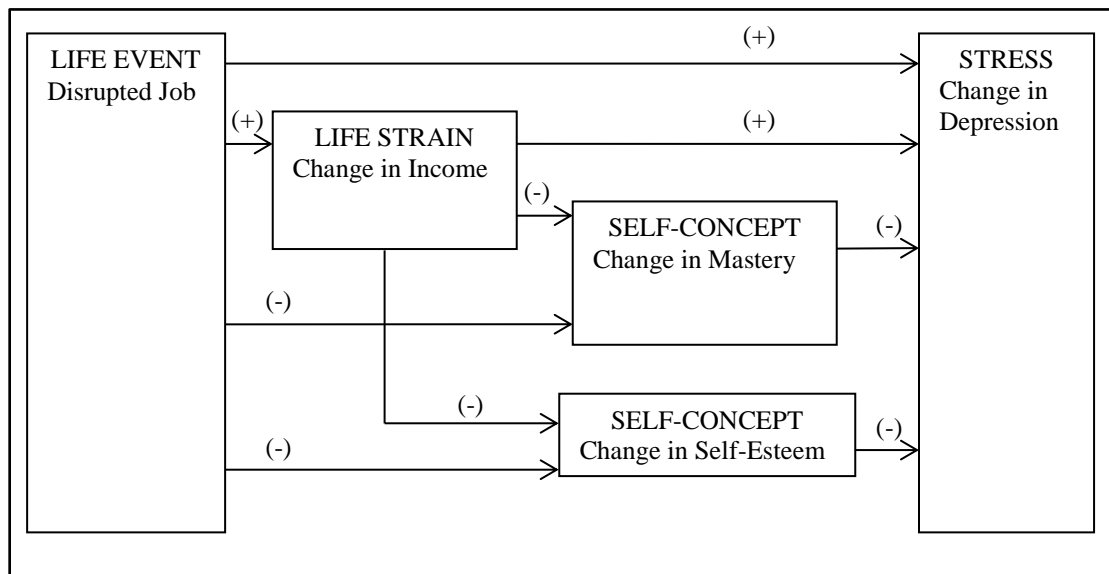 LIFE EVENT
Disrupted Job
(+)
STRESS
Change in
Depression
(+)
LIFE STRAIN
Change in Income
(+)
(-)
SELF-CONCEPT
Change in Mastery
(-)
(-)
(-)
SELF-CONCEPT
Change in Self-Esteem
(-)
(-)